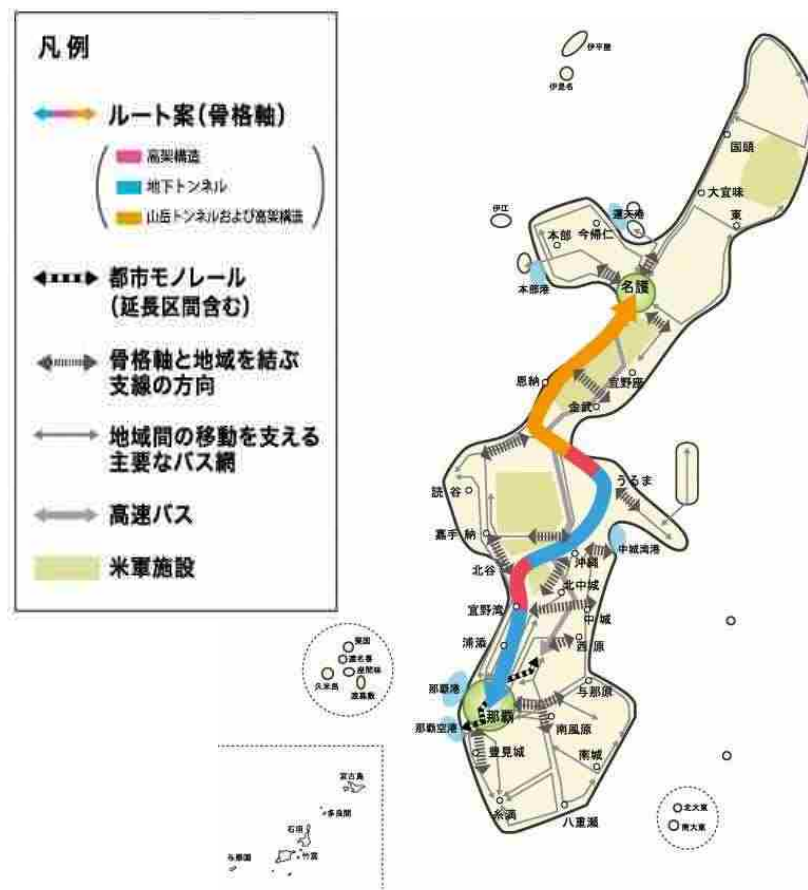 凡例
ルート案(骨格軸)
高架構造
地下トンネル
山岳トンネルおよび高架構造
都市モノレール
(延長区間含む)
骨格軸と地域を結ぶ
支線の方向
地域間の移動を支える
主要なバス網
高速バス
米軍施設
伊平屋
伊是名
国頭
大宜味
東
伊江
運天港
今帰仁
本部
本部港
名護
恩納
宜野座
金武
うるま
読谷
嘉手納
沖縄
中城湾港
北谷
北中城
宜野湾
中城
浦添
西原
那覇港
与那原
那覇
那覇空港
南風原
豊見城
南城
糸満
八重瀬
粟国
渡名喜
座間味
久米島
渡嘉敷
宮古島
多良間
石垣
竹富
与那国
北大東
南大東